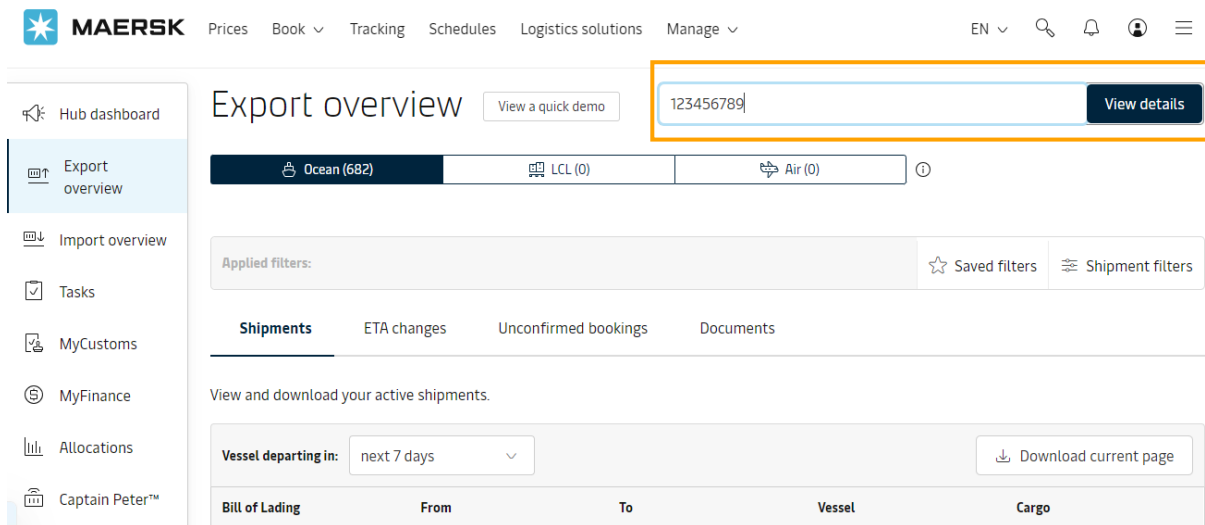 MAERSK Prices Book Tracking Schedules Logistics solutions Manage EN
Export overview View a quick demo 123456789 View details
Hub dashboard
Export
overview
Import overview
Tasks
MyCustoms
MyFinance
Allocations
Captain Peter™
Ocean (682) LCL (0) Air (0)
Applied filters: Saved filters Shipment filters
Shipments ETA changes Unconfirmed bookings Documents
View and download your active shipments.
Vessel departing in: next 7 days Download current page
Bill of Lading From To Vessel Cargo